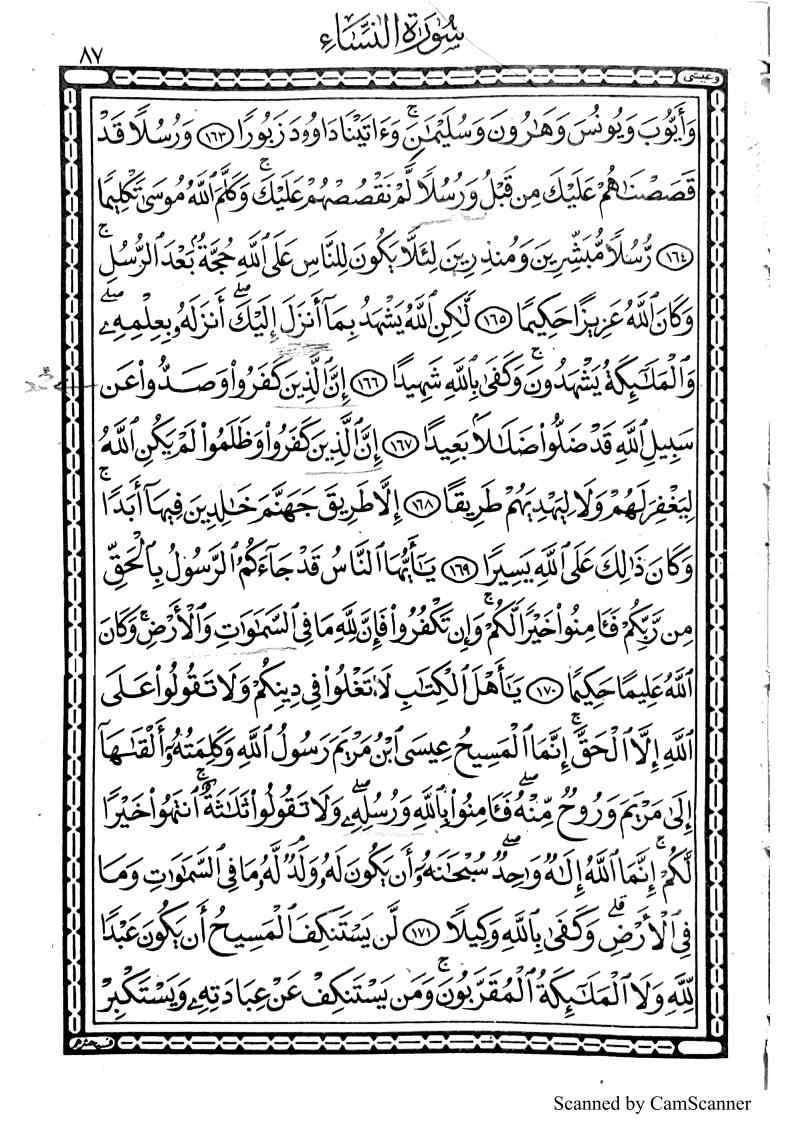 سُورَةُ النِّسَاءِ
٨٧
وعيسى
وَأَيُّوبَ وَيُونُسَ وَهَارُونَ وَسُلَيْمَانَ ۚ وَءَاتَيْنَا دَاوُودَ زَبُورًا ﴿١٦٣﴾ وَرُسُلًا قَدْ
قَصَصْنَاهُمْ عَلَيْكَ مِن قَبْلُ وَرُسُلًا لَّمْ نَقْصُصْهُمْ عَلَيْكَ ۚ وَكَلَّمَ ٱللَّهُ مُوسَىٰ تَكْلِيمًا
﴿١٦٤﴾ رُّسُلًا مُّبَشِّرِينَ وَمُنذِرِينَ لِئَلَّا يَكُونَ لِلنَّاسِ عَلَى ٱللَّهِ حُجَّةٌۢ بَعْدَ ٱلرُّسُلِ ۚ
وَكَانَ ٱللَّهُ عَزِيزًا حَكِيمًا ﴿١٦٥﴾ لَّـٰكِنِ ٱللَّهُ يَشْهَدُ بِمَآ أَنزَلَ إِلَيْكَ ۖ أَنزَلَهُۥ بِعِلْمِهِۦ ۖ
وَٱلْمَلَـٰٓئِكَةُ يَشْهَدُونَ ۚ وَكَفَىٰ بِٱللَّهِ شَهِيدًا ﴿١٦٦﴾ إِنَّ ٱلَّذِينَ كَفَرُوا۟ وَصَدُّوا۟ عَن
سَبِيلِ ٱللَّهِ قَدْ ضَلُّوا۟ ضَلَـٰلًا بَعِيدًا ﴿١٦٧﴾ إِنَّ ٱلَّذِينَ كَفَرُوا۟ وَظَلَمُوا۟ لَمْ يَكُنِ ٱللَّهُ
لِيَغْفِرَ لَهُمْ وَلَا لِيَهْدِيَهُمْ طَرِيقًا ﴿١٦٨﴾ إِلَّا طَرِيقَ جَهَنَّمَ خَـٰلِدِينَ فِيهَآ أَبَدًا ۚ
وَكَانَ ذَٰلِكَ عَلَى ٱللَّهِ يَسِيرًا ﴿١٦٩﴾ يَـٰٓأَيُّهَا ٱلنَّاسُ قَدْ جَآءَكُمُ ٱلرَّسُولُ بِٱلْحَقِّ
مِن رَّبِّكُمْ فَـَٔامِنُوا۟ خَيْرًا لَّكُمْ ۚ وَإِن تَكْفُرُوا۟ فَإِنَّ لِلَّهِ مَا فِى ٱلسَّمَـٰوَٰتِ وَٱلْأَرْضِ ۚ وَكَانَ
ٱللَّهُ عَلِيمًا حَكِيمًا ﴿١٧٠﴾ يَـٰٓأَهْلَ ٱلْكِتَـٰبِ لَا تَغْلُوا۟ فِى دِينِكُمْ وَلَا تَقُولُوا۟ عَلَى
ٱللَّهِ إِلَّا ٱلْحَقَّ ۚ إِنَّمَا ٱلْمَسِيحُ عِيسَى ٱبْنُ مَرْيَمَ رَسُولُ ٱللَّهِ وَكَلِمَتُهُۥٓ أَلْقَىٰهَآ
إِلَىٰ مَرْيَمَ وَرُوحٌ مِّنْهُ ۖ فَـَٔامِنُوا۟ بِٱللَّهِ وَرُسُلِهِۦ ۖ وَلَا تَقُولُوا۟ ثَلَـٰثَةٌ ۚ ٱنتَهُوا۟ خَيْرًا
لَّكُمْ ۚ إِنَّمَا ٱللَّهُ إِلَـٰهٌ وَٰحِدٌ ۖ سُبْحَـٰنَهُۥٓ أَن يَكُونَ لَهُۥ وَلَدٌ ۘ لَّهُۥ مَا فِى ٱلسَّمَـٰوَٰتِ وَمَا
فِى ٱلْأَرْضِ ۗ وَكَفَىٰ بِٱللَّهِ وَكِيلًا ﴿١٧١﴾ لَّن يَسْتَنكِفَ ٱلْمَسِيحُ أَن يَكُونَ عَبْدًا
لِّلَّهِ وَلَا ٱلْمَلَـٰٓئِكَةُ ٱلْمُقَرَّبُونَ ۚ وَمَن يَسْتَنكِفْ عَنْ عِبَادَتِهِۦ وَيَسْتَكْبِرْ
فسيحشرهم
Scanned by CamScanner